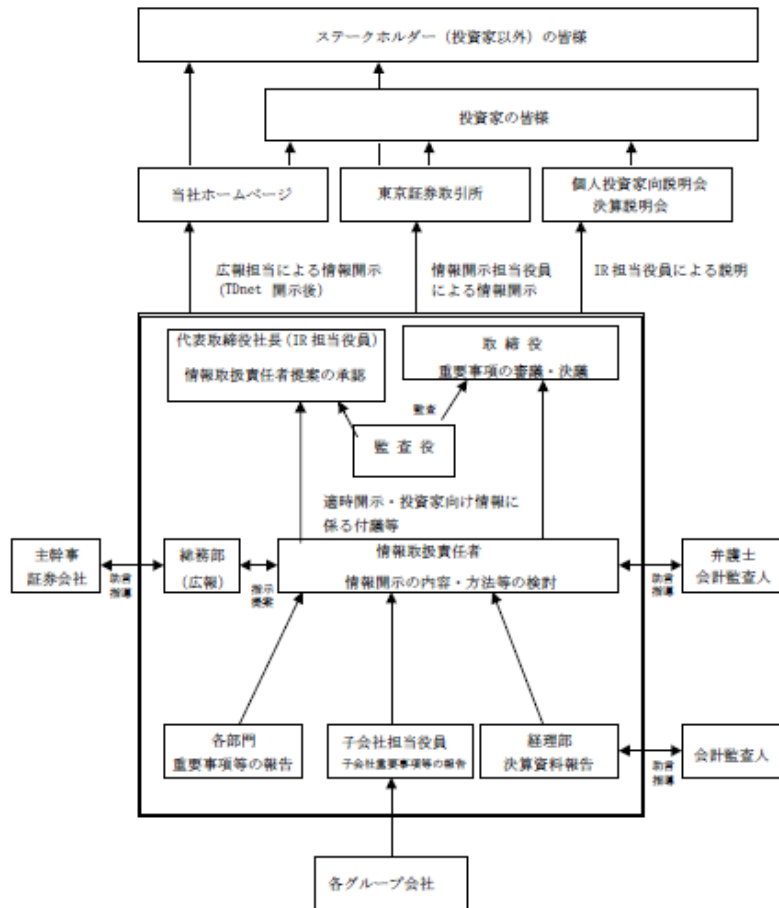 ステークホルダー（投資家以外）の皆様
投資家の皆様
当社ホームページ
東京証券取引所
個人投資家向説明会
決算説明会
広報担当による情報開示
(TDnet 開示後)
情報開示担当役員
による情報開示
IR担当役員による説明
代表取締役社長(IR担当役員)
情報取扱責任者提案の承認
取 締 役
重要事項の審議・決議
監査
監 査 役
適時開示・投資家向け情報に
係る付議等
主幹事
証券会社
助言
指導
総務部
（広報）
指示
提案
情報取扱責任者
情報開示の内容・方法等の検討
助言
指導
弁護士
会計監査人
各部門
重要事項等の報告
子会社担当役員
子会社重要事項等の報告
経理部
決算資料報告
助言
指導
会計監査人
各グループ会社